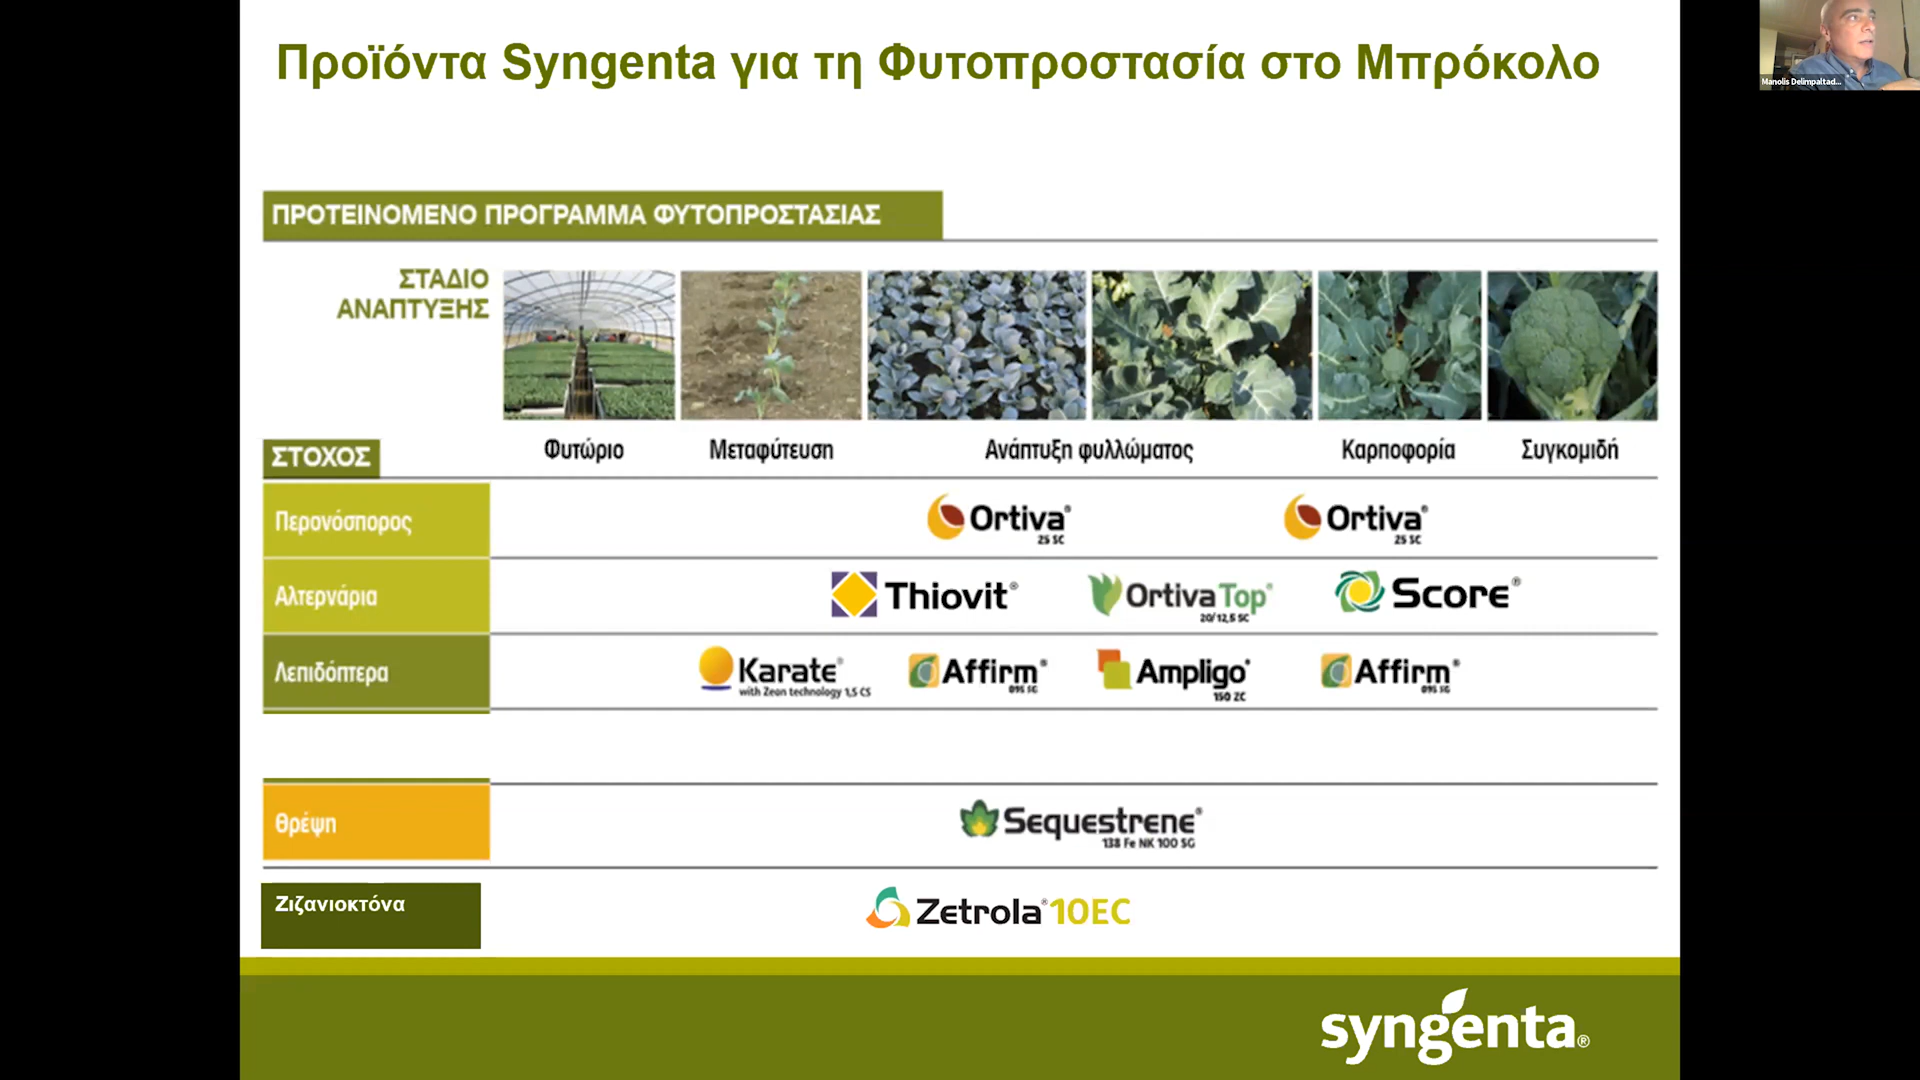 Προϊόντα Syngenta για τη Φυτοπροστασία στο Μπρόκολο
Manolis Delimpaltad...
ΠΡΟΤΕΙΝΟΜΕΝΟ ΠΡΟΓΡΑΜΜΑ ΦΥΤΟΠΡΟΣΤΑΣΙΑΣ
ΣΤΑΔΙΟ
ΑΝΑΠΤΥΞΗΣ
ΣΤΟΧΟΣ
Φυτώριο Μεταφύτευση Ανάπτυξη φυλλώματος Καρποφορία Συγκομιδή
Περονόσπορος
Ortiva®
25 SC
Ortiva®
25 SC
Αλτερνάρια
Thiovit®
Ortiva Top®
20/12,5 SC
Score®
Λεπιδόπτερα
Karate®
with Zeon technology 1,5 CS
Affirm®
095 SG
Ampligo®
150 ZC
Affirm®
095 SG
Θρέψη
Sequestrene®
138 Fe NK 100 SG
Ζιζανιοκτόνα
Zetrola® 10EC
syngenta®